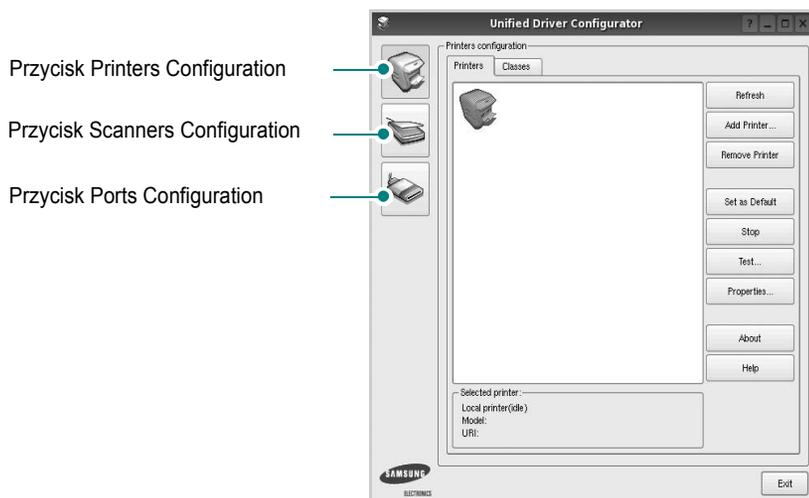 Przycisk Printers Configuration
Przycisk Scanners Configuration
Przycisk Ports Configuration
Unified Driver Configurator
?
Printers configuration
Printers
Classes
Refresh
Add Printer...
Remove Printer
Set as Default
Stop
Test...
Properties...
About
Help
Selected printer:
Local printer(idle)
Model:
URI:
SAMSUNG
ELECTRONICS
Exit